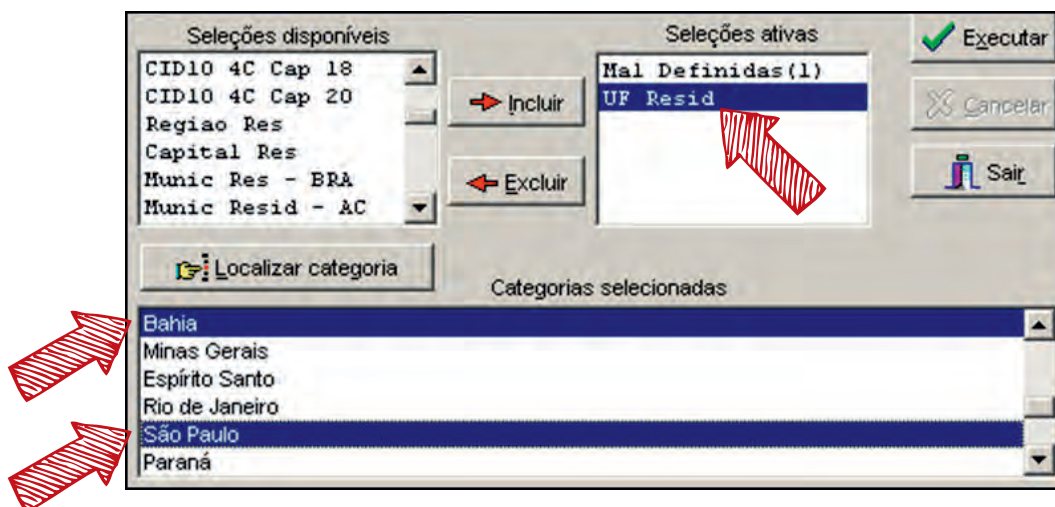 Seleções disponíveis
CID10 4C Cap 18
CID10 4C Cap 20
Regiao Res
Capital Res
Munic Res - BRA
Munic Resid - AC
Incluir
Excluir
Seleções ativas
Mal Definidas(1)
UF Resid
Executar
Cancelar
Sair
Localizar categoria
Categorias selecionadas
Bahia
Minas Gerais
Espírito Santo
Rio de Janeiro
São Paulo
Paraná